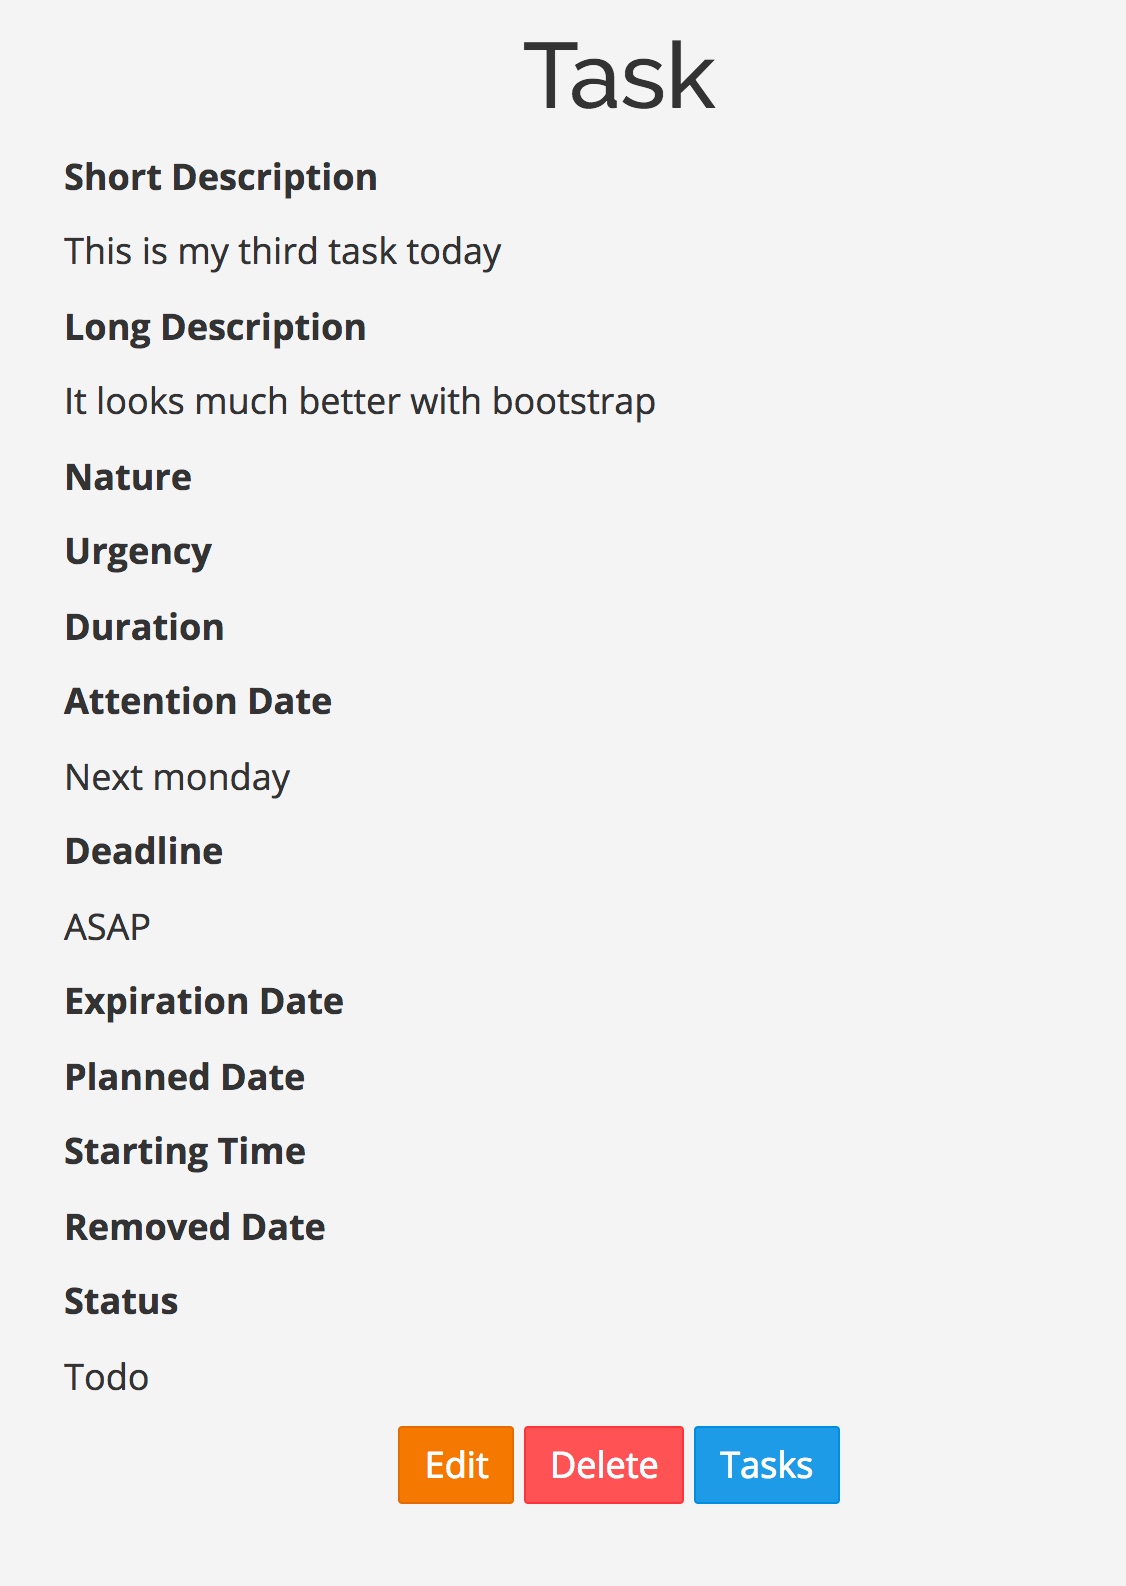 Task
Short Description
This is my third task today
Long Description
It looks much better with bootstrap
Nature
Urgency
Duration
Attention Date
Next monday
Deadline
ASAP
Expiration Date
Planned Date
Starting Time
Removed Date
Status
Todo
Edit Delete Tasks